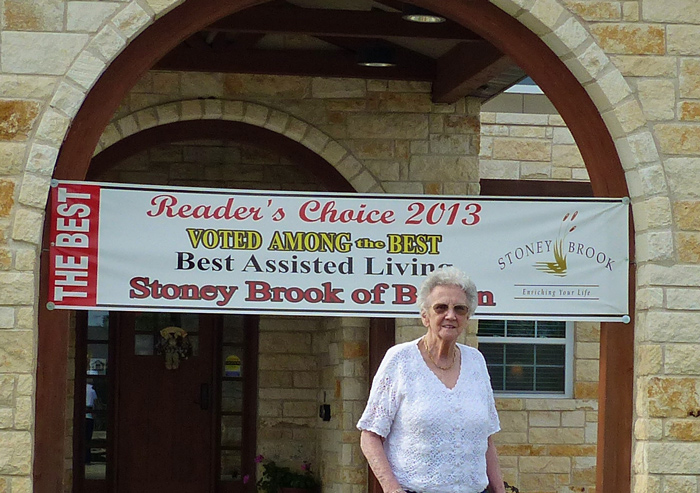 THE BEST
Reader's Choice 2013
VOTED AMONG the BEST
Best Assisted Living
Stoney Brook of
STONEY BROOK
Enriching Your Life